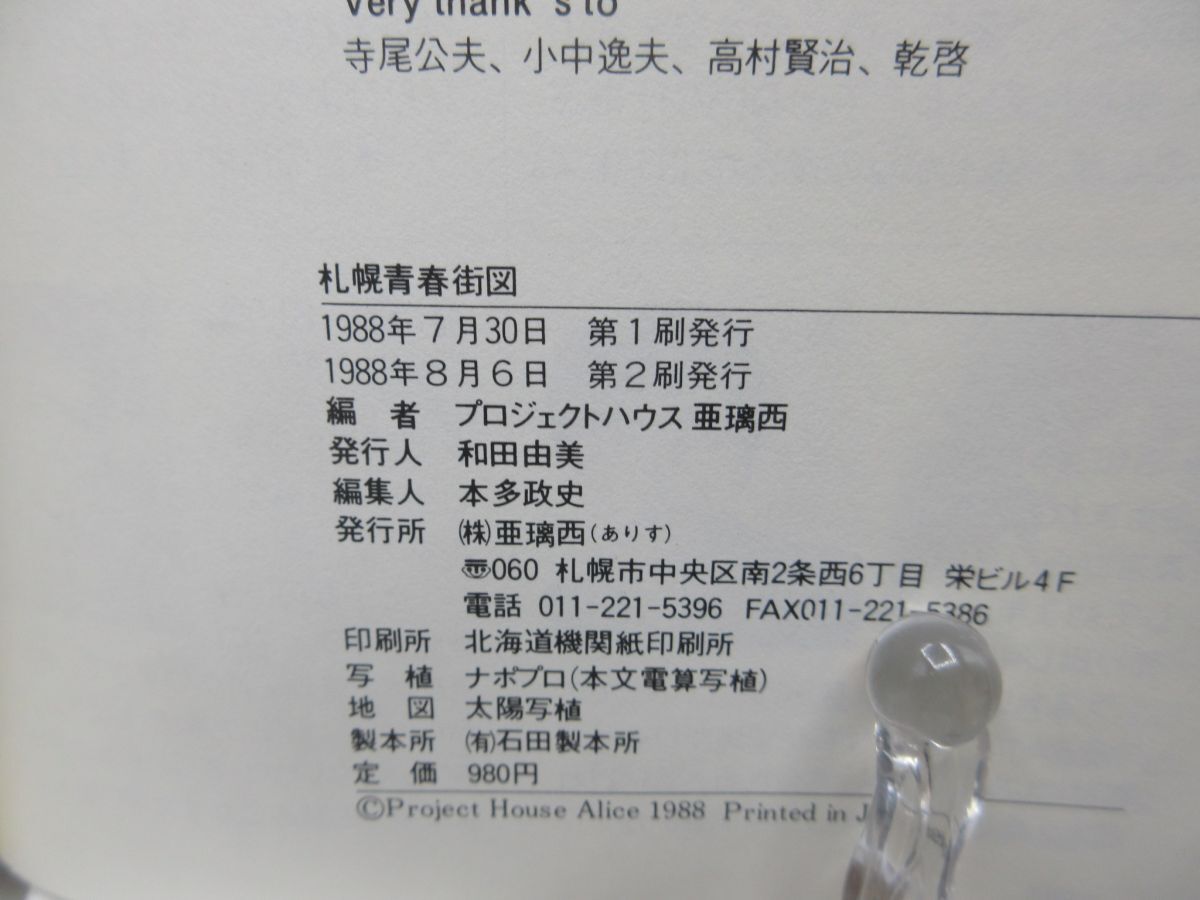 Very thank's to
寺尾公夫、小中逸夫、高村賢治、乾啓
札幌青春街図
1988年7月30日　第1刷発行
1988年8月6日　第2刷発行
編　者　プロジェクトハウス 亜璃西
発行人　和田由美
編集人　本多政史
発行所　㈱亜璃西(ありす)
〠060 札幌市中央区南2条西6丁目 栄ビル4F
電話 011-221-5396 FAX011-221-5386
印刷所　北海道機関紙印刷所
写　植　ナポプロ(本文電算写植)
地　図　太陽写植
製本所　㈲石田製本所
定　価　980円
©Project House Alice 1988 Printed in J